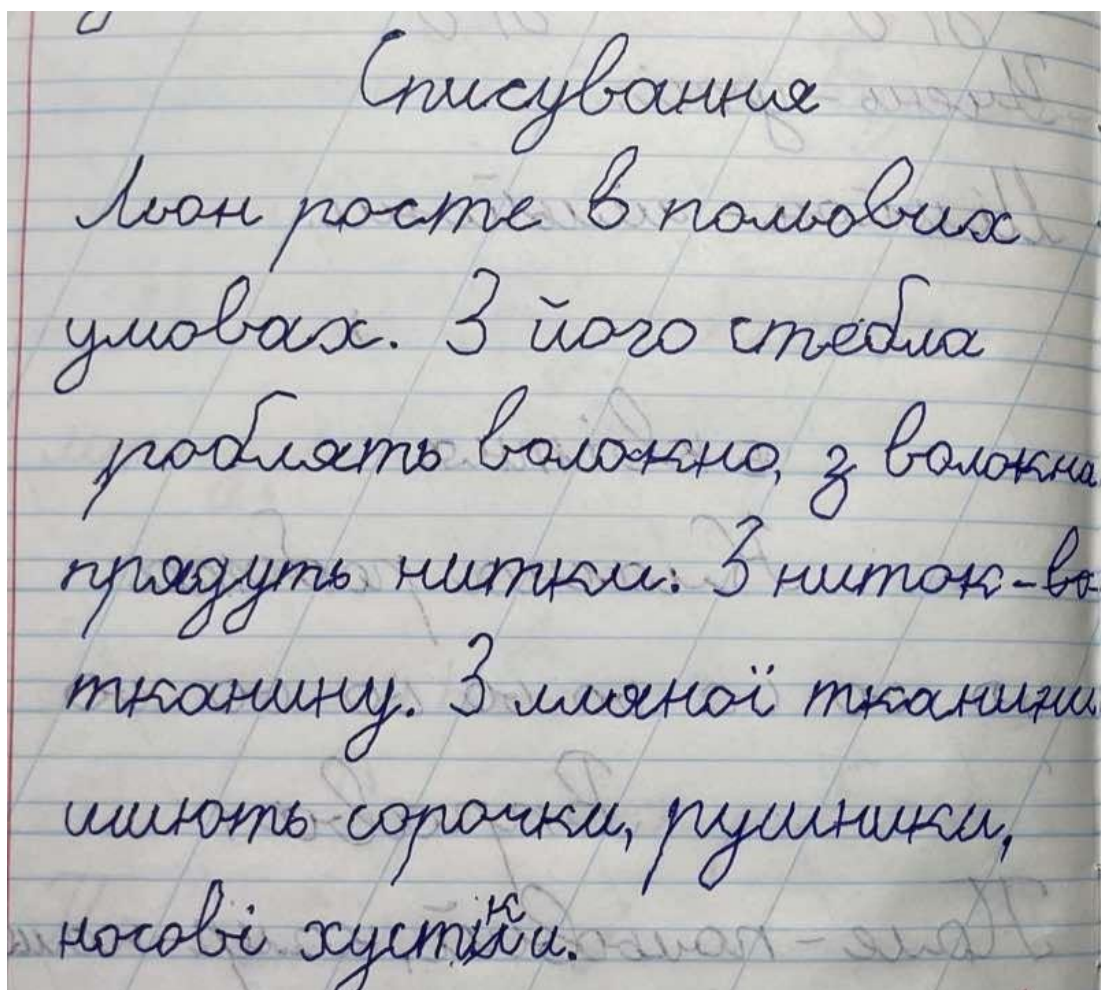 Списування
Льон росте в польових
умовах. З його стебла
роблять волокно, з волокна
прядуть нитки. З ниток-
тканину. З лляної тканини
шиють сорочки, рушники,
носові хустки.